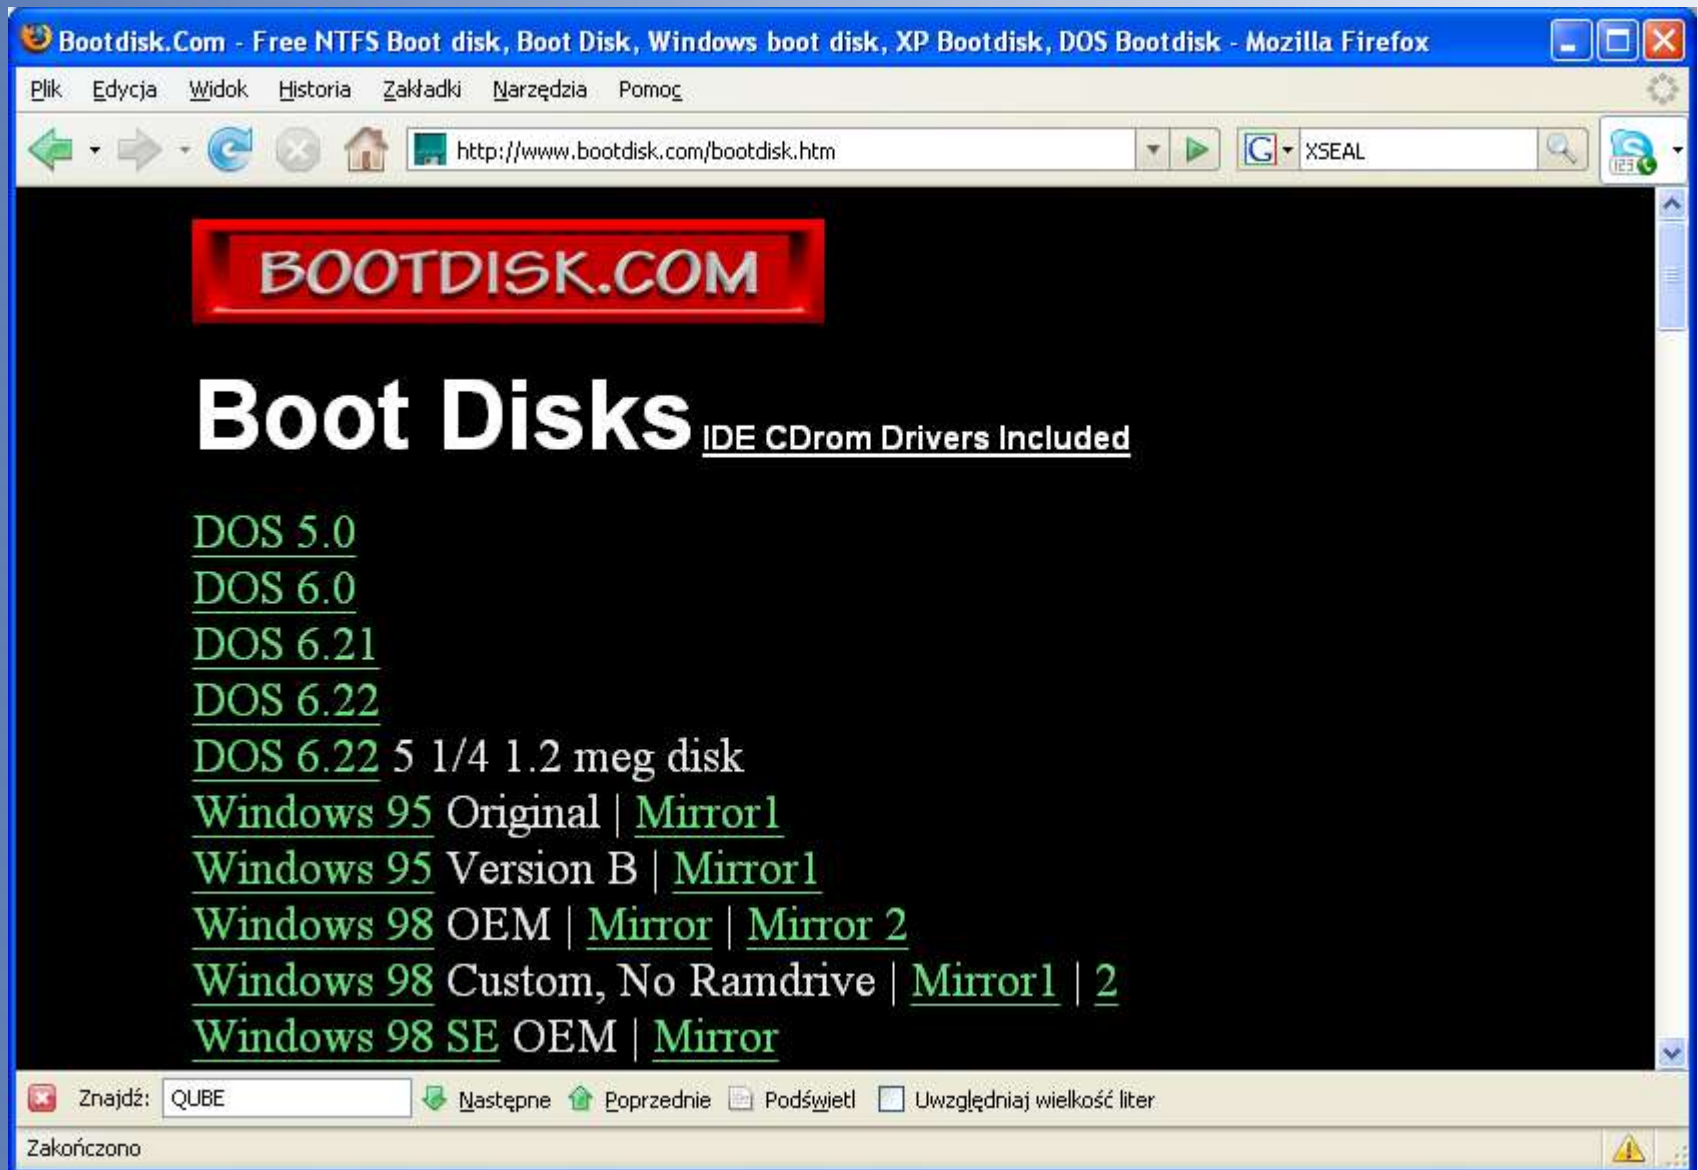 Bootdisk.Com - Free NTFS Boot disk, Boot Disk, Windows boot disk, XP Bootdisk, DOS Bootdisk - Mozilla Firefox
Plik Edycja Widok Historia Zakładki Narzędzia Pomoc
http://www.bootdisk.com/bootdisk.htm G XSEAL 123
BOOTDISK.COM
Boot Disks IDE CDrom Drivers Included
DOS 5.0
DOS 6.0
DOS 6.21
DOS 6.22
DOS 6.22 5 1/4 1.2 meg disk
Windows 95 Original | Mirror1
Windows 95 Version B | Mirror1
Windows 98 OEM | Mirror | Mirror 2
Windows 98 Custom, No Ramdrive | Mirror1 | 2
Windows 98 SE OEM | Mirror
Znajdź: QUBE Następne Poprzednie Podświetl Uwzględniaj wielkość liter
Zakończono